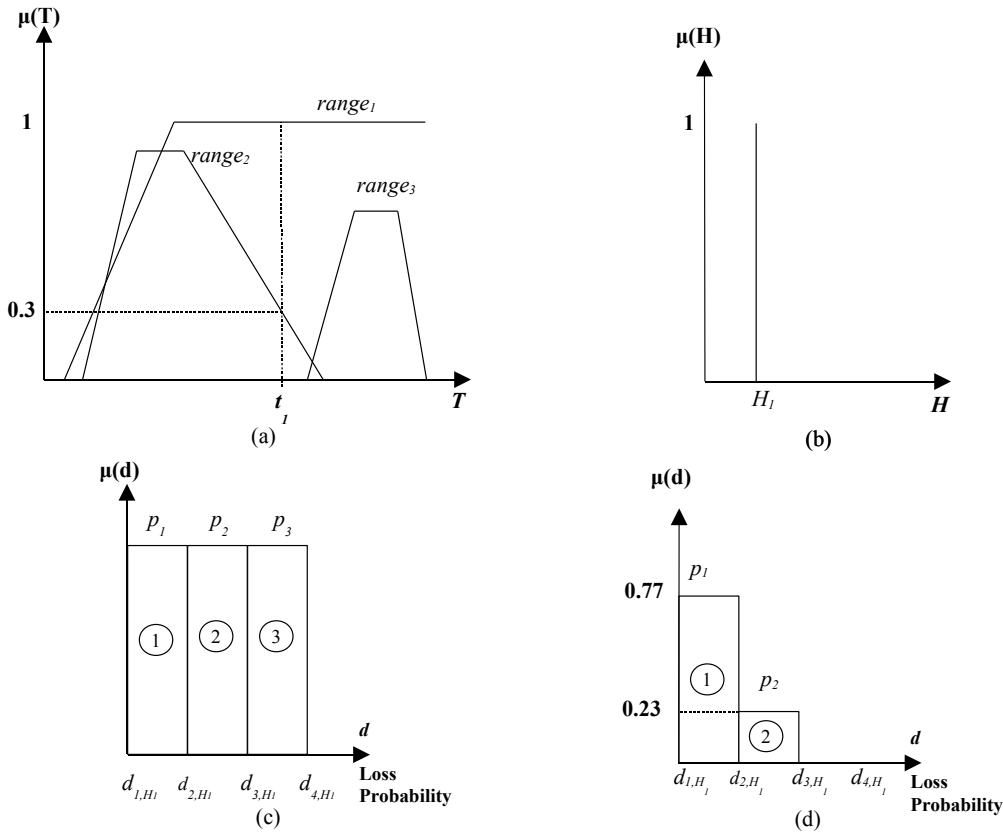 μ(T)
1
range₁
range₂
range₃
0.3
t₁
T
(a)
μ(H)
1
H₁
H
(b)
μ(d)
p₁ p₂ p₃
1 2 3
d
d₁,H₁ d₂,H₁ d₃,H₁ d₄,H₁
Loss
Probability
(c)
μ(d)
p₁
0.77
1
p₂
0.23
2
d
d₁,H₁ d₂,H₁ d₃,H₁ d₄,H₁
Loss
Probability
(d)